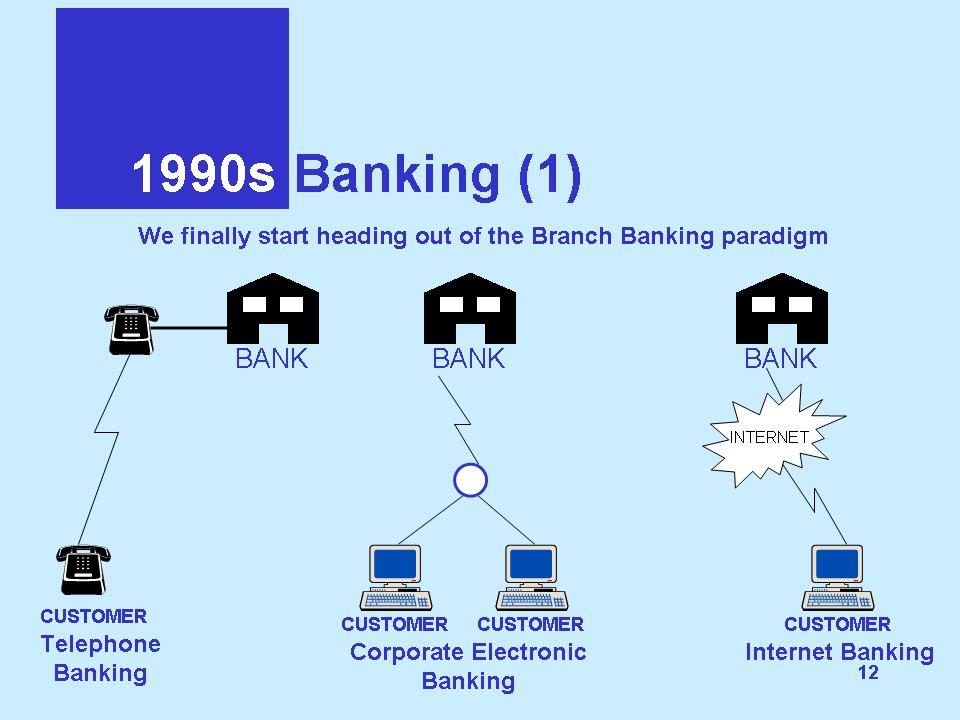 1990s Banking (1)
We finally start heading out of the Branch Banking paradigm
BANK
BANK
BANK
INTERNET
CUSTOMER
Telephone
Banking
CUSTOMER
CUSTOMER
Corporate Electronic
Banking
CUSTOMER
Internet Banking
12